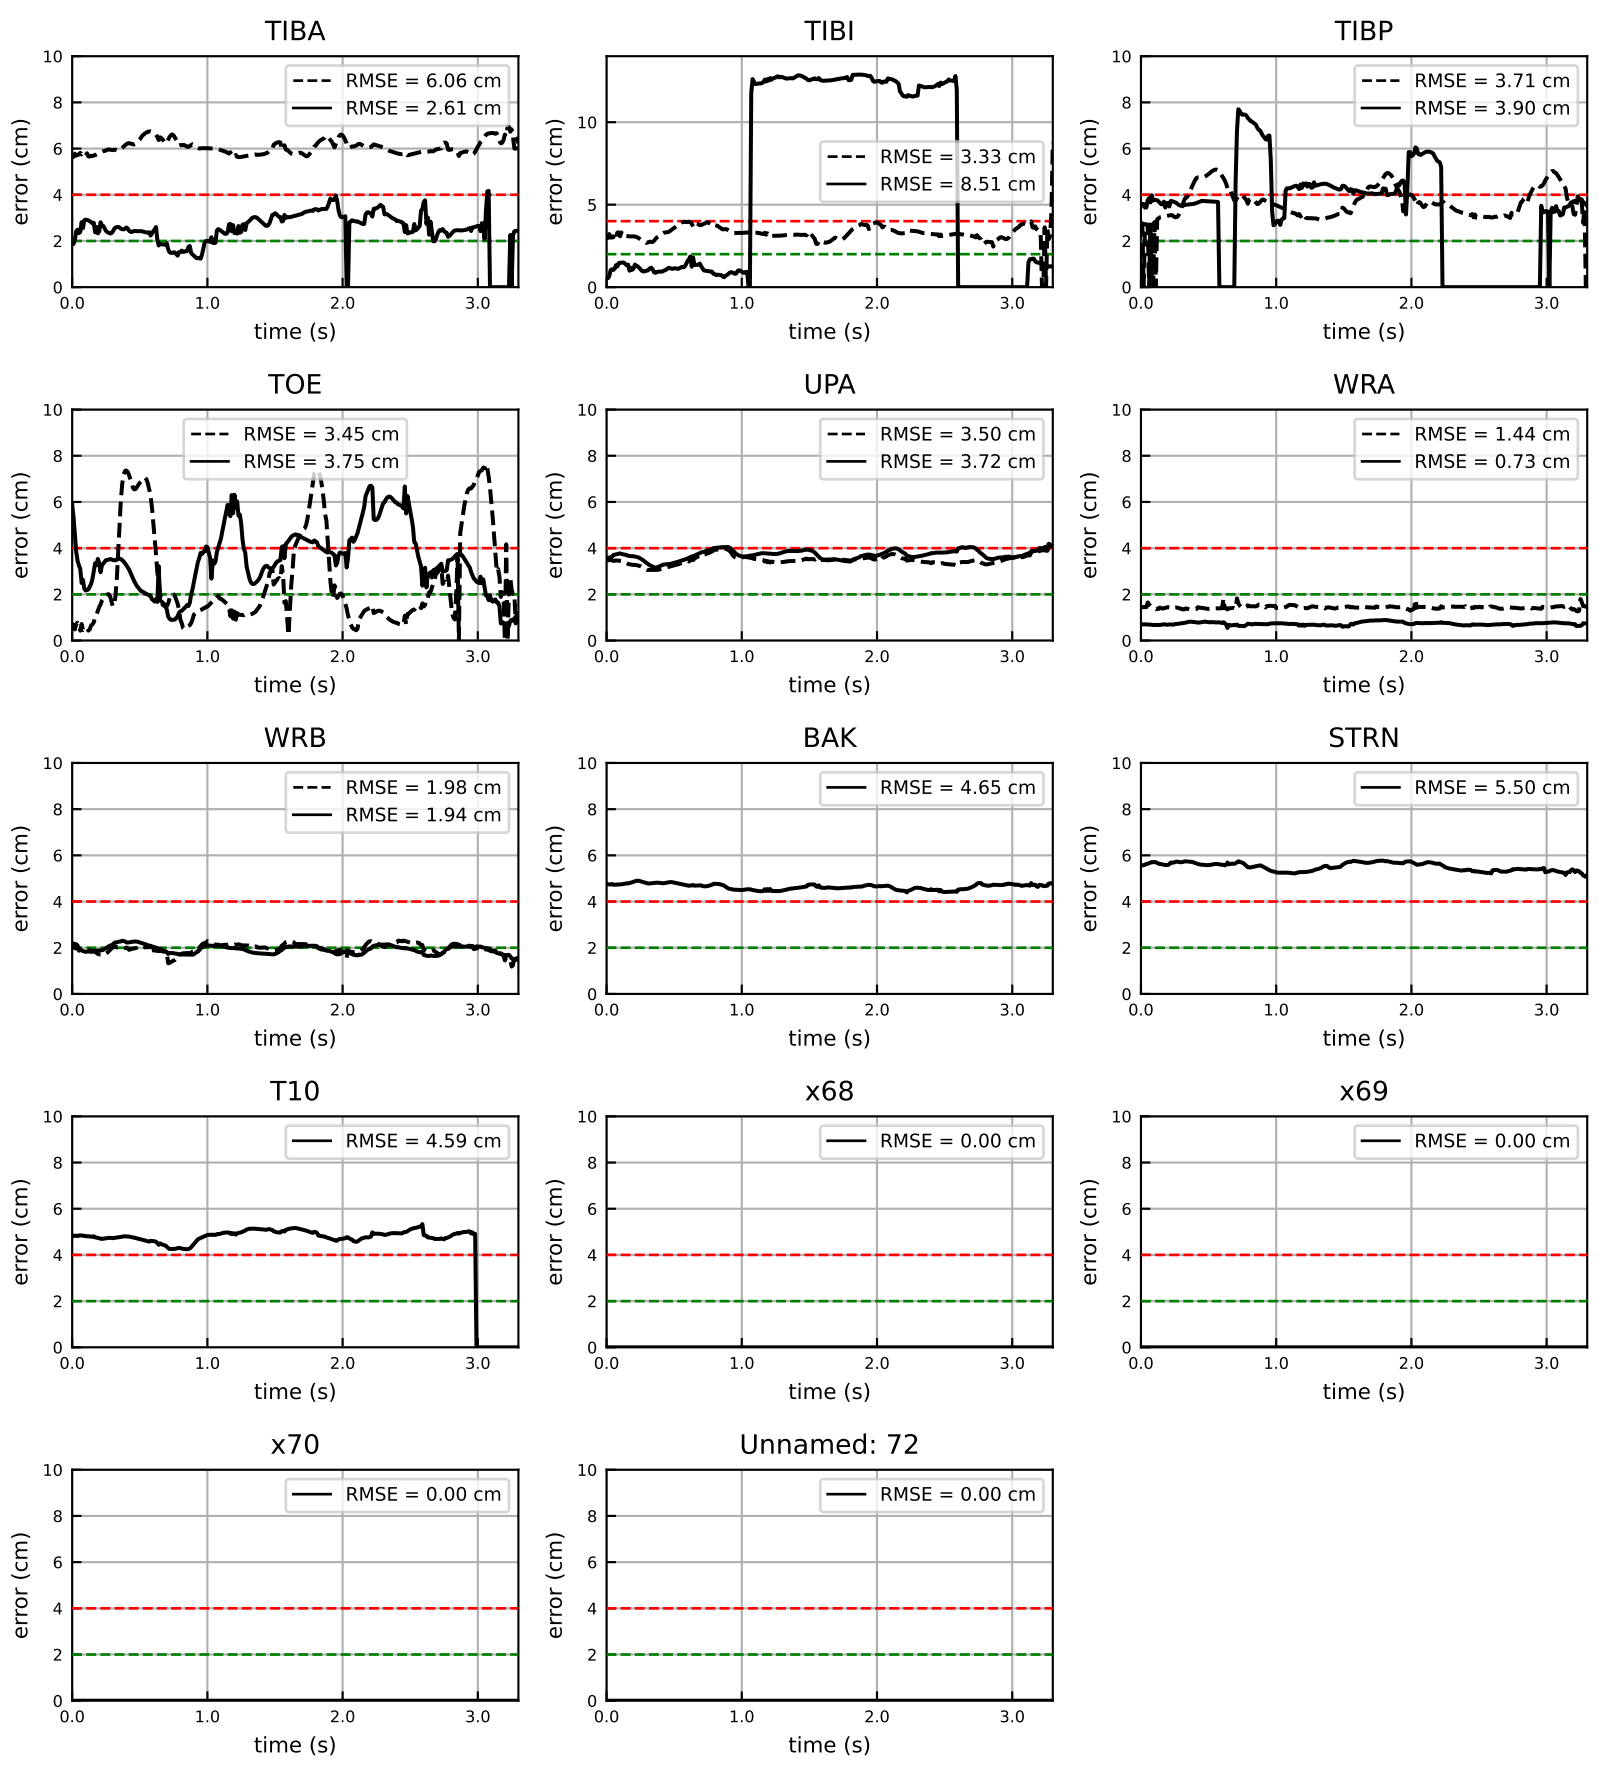 TIBA
10
8
6
4
2
0
error (cm)
RMSE = 6.06 cm
RMSE = 2.61 cm
0.0 1.0 2.0 3.0
time (s)
TIBI
10
5
0
error (cm)
RMSE = 3.33 cm
RMSE = 8.51 cm
0.0 1.0 2.0 3.0
time (s)
TIBP
10
8
6
4
2
0
error (cm)
RMSE = 3.71 cm
RMSE = 3.90 cm
0.0 1.0 2.0 3.0
time (s)
TOE
10
8
6
4
2
0
error (cm)
RMSE = 3.45 cm
RMSE = 3.75 cm
0.0 1.0 2.0 3.0
time (s)
UPA
10
8
6
4
2
0
error (cm)
RMSE = 3.50 cm
RMSE = 3.72 cm
0.0 1.0 2.0 3.0
time (s)
WRA
10
8
6
4
2
0
error (cm)
RMSE = 1.44 cm
RMSE = 0.73 cm
0.0 1.0 2.0 3.0
time (s)
WRB
10
8
6
4
2
0
error (cm)
RMSE = 1.98 cm
RMSE = 1.94 cm
0.0 1.0 2.0 3.0
time (s)
BAK
10
8
6
4
2
0
error (cm)
RMSE = 4.65 cm
0.0 1.0 2.0 3.0
time (s)
STRN
10
8
6
4
2
0
error (cm)
RMSE = 5.50 cm
0.0 1.0 2.0 3.0
time (s)
T10
10
8
6
4
2
0
error (cm)
RMSE = 4.59 cm
0.0 1.0 2.0 3.0
time (s)
x68
10
8
6
4
2
0
error (cm)
RMSE = 0.00 cm
0.0 1.0 2.0 3.0
time (s)
x69
10
8
6
4
2
0
error (cm)
RMSE = 0.00 cm
0.0 1.0 2.0 3.0
time (s)
x70
10
8
6
4
2
0
error (cm)
RMSE = 0.00 cm
0.0 1.0 2.0 3.0
time (s)
Unnamed: 72
10
8
6
4
2
0
error (cm)
RMSE = 0.00 cm
0.0 1.0 2.0 3.0
time (s)